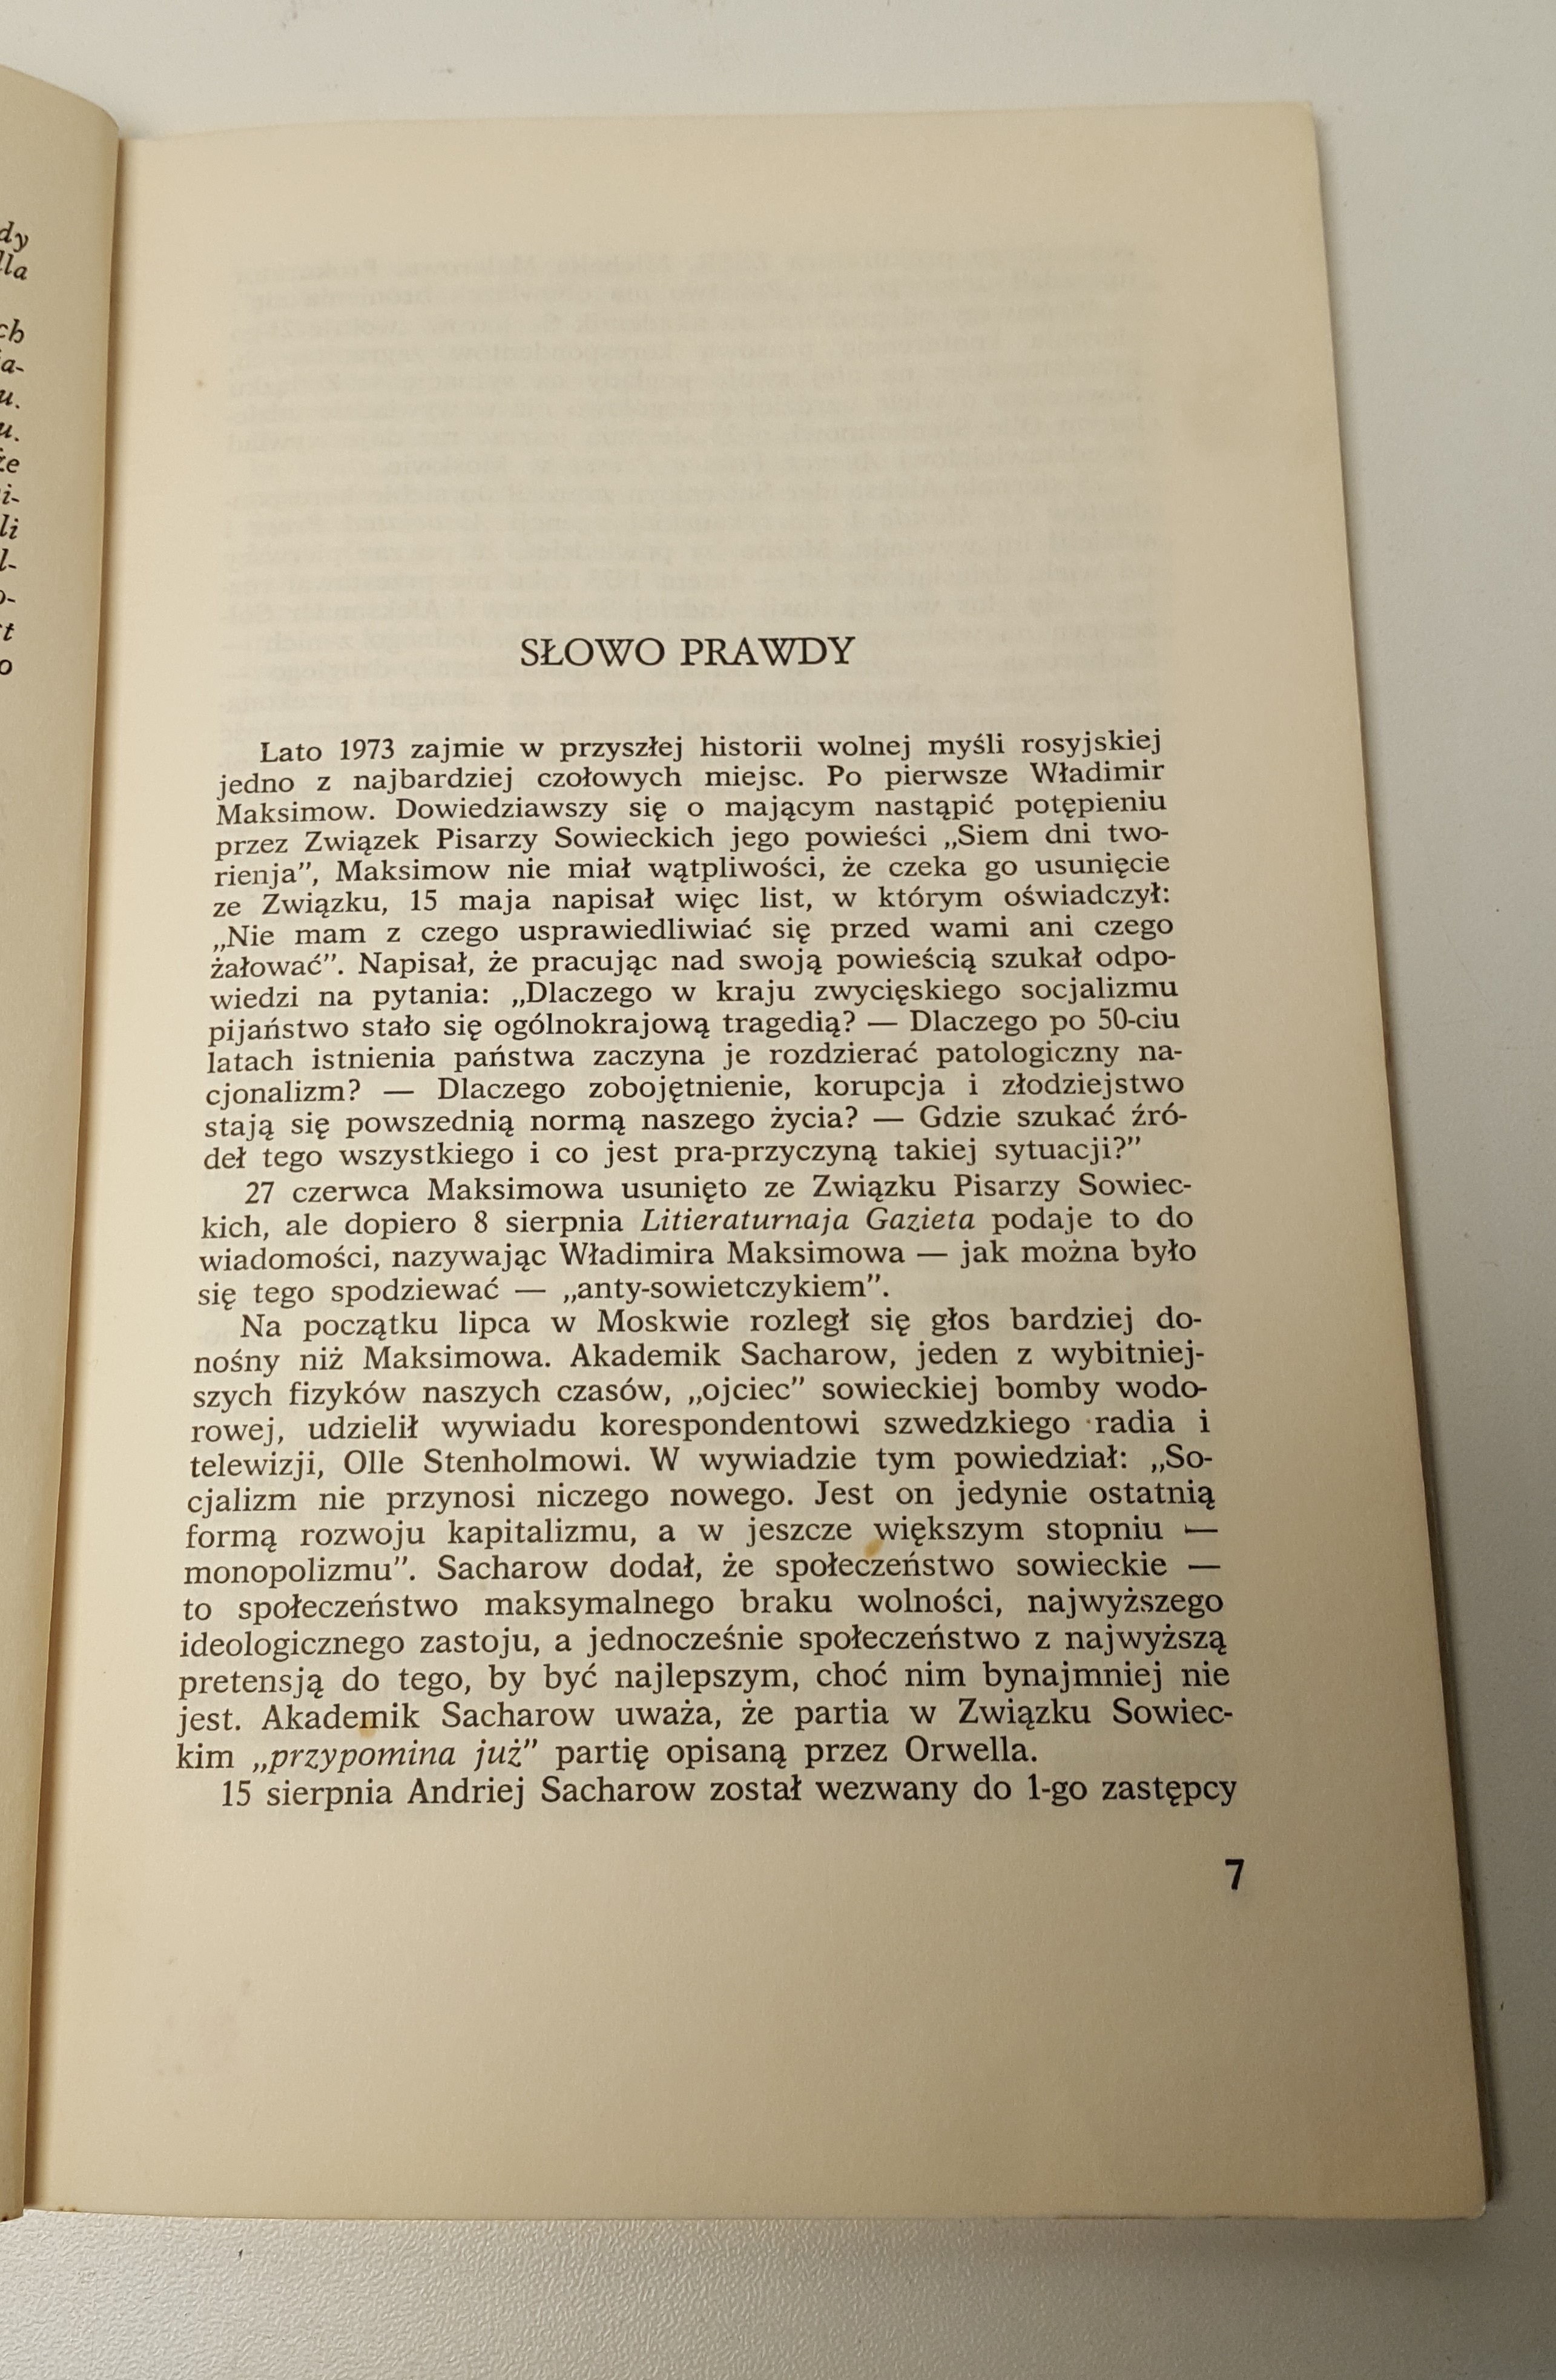 dy
lla
ch
a-
u.
u.
że
i-
li
l-
o-
t
o
SŁOWO PRAWDY
Lato 1973 zajmie w przyszłej historii wolnej myśli rosyjskiej
jedno z najbardziej czołowych miejsc. Po pierwsze Władimir
Maksimow. Dowiedziawszy się o mającym nastąpić potępieniu
przez Związek Pisarzy Sowieckich jego powieści „Siem dni two-
rienja”, Maksimow nie miał wątpliwości, że czeka go usunięcie
ze Związku, 15 maja napisał więc list, w którym oświadczył:
„Nie mam z czego usprawiedliwiać się przed wami ani czego
żałować”. Napisał, że pracując nad swoją powieścią szukał odpo-
wiedzi na pytania: „Dlaczego w kraju zwycięskiego socjalizmu
pijaństwo stało się ogólnokrajową tragedią? — Dlaczego po 50-ciu
latach istnienia państwa zaczyna je rozdzierać patologiczny na-
cjonalizm? — Dlaczego zobojętnienie, korupcja i złodziejstwo
stają się powszednią normą naszego życia? — Gdzie szukać źró-
deł tego wszystkiego i co jest pra-przyczyną takiej sytuacji?”
27 czerwca Maksimowa usunięto ze Związku Pisarzy Sowiec-
kich, ale dopiero 8 sierpnia Litieraturnaja Gazieta podaje to do
wiadomości, nazywając Władimira Maksimowa — jak można było
się tego spodziewać — „anty-sowietczykiem”.
Na początku lipca w Moskwie rozległ się głos bardziej do-
nośny niż Maksimowa. Akademik Sacharow, jeden z wybitniej-
szych fizyków naszych czasów, „ojciec” sowieckiej bomby wodo-
rowej, udzielił wywiadu korespondentowi szwedzkiego radia i
telewizji, Olle Stenholmowi. W wywiadzie tym powiedział: „So-
cjalizm nie przynosi niczego nowego. Jest on jedynie ostatnią
formą rozwoju kapitalizmu, a w jeszcze większym stopniu —
monopolizmu”. Sacharow dodał, że społeczeństwo sowieckie —
to społeczeństwo maksymalnego braku wolności, najwyższego
ideologicznego zastoju, a jednocześnie społeczeństwo z najwyższą
pretensją do tego, by być najlepszym, choć nim bynajmniej nie
jest. Akademik Sacharow uważa, że partia w Związku Sowiec-
kim „przypomina już” partię opisaną przez Orwella.
15 sierpnia Andriej Sacharow został wezwany do 1-go zastępcy
7